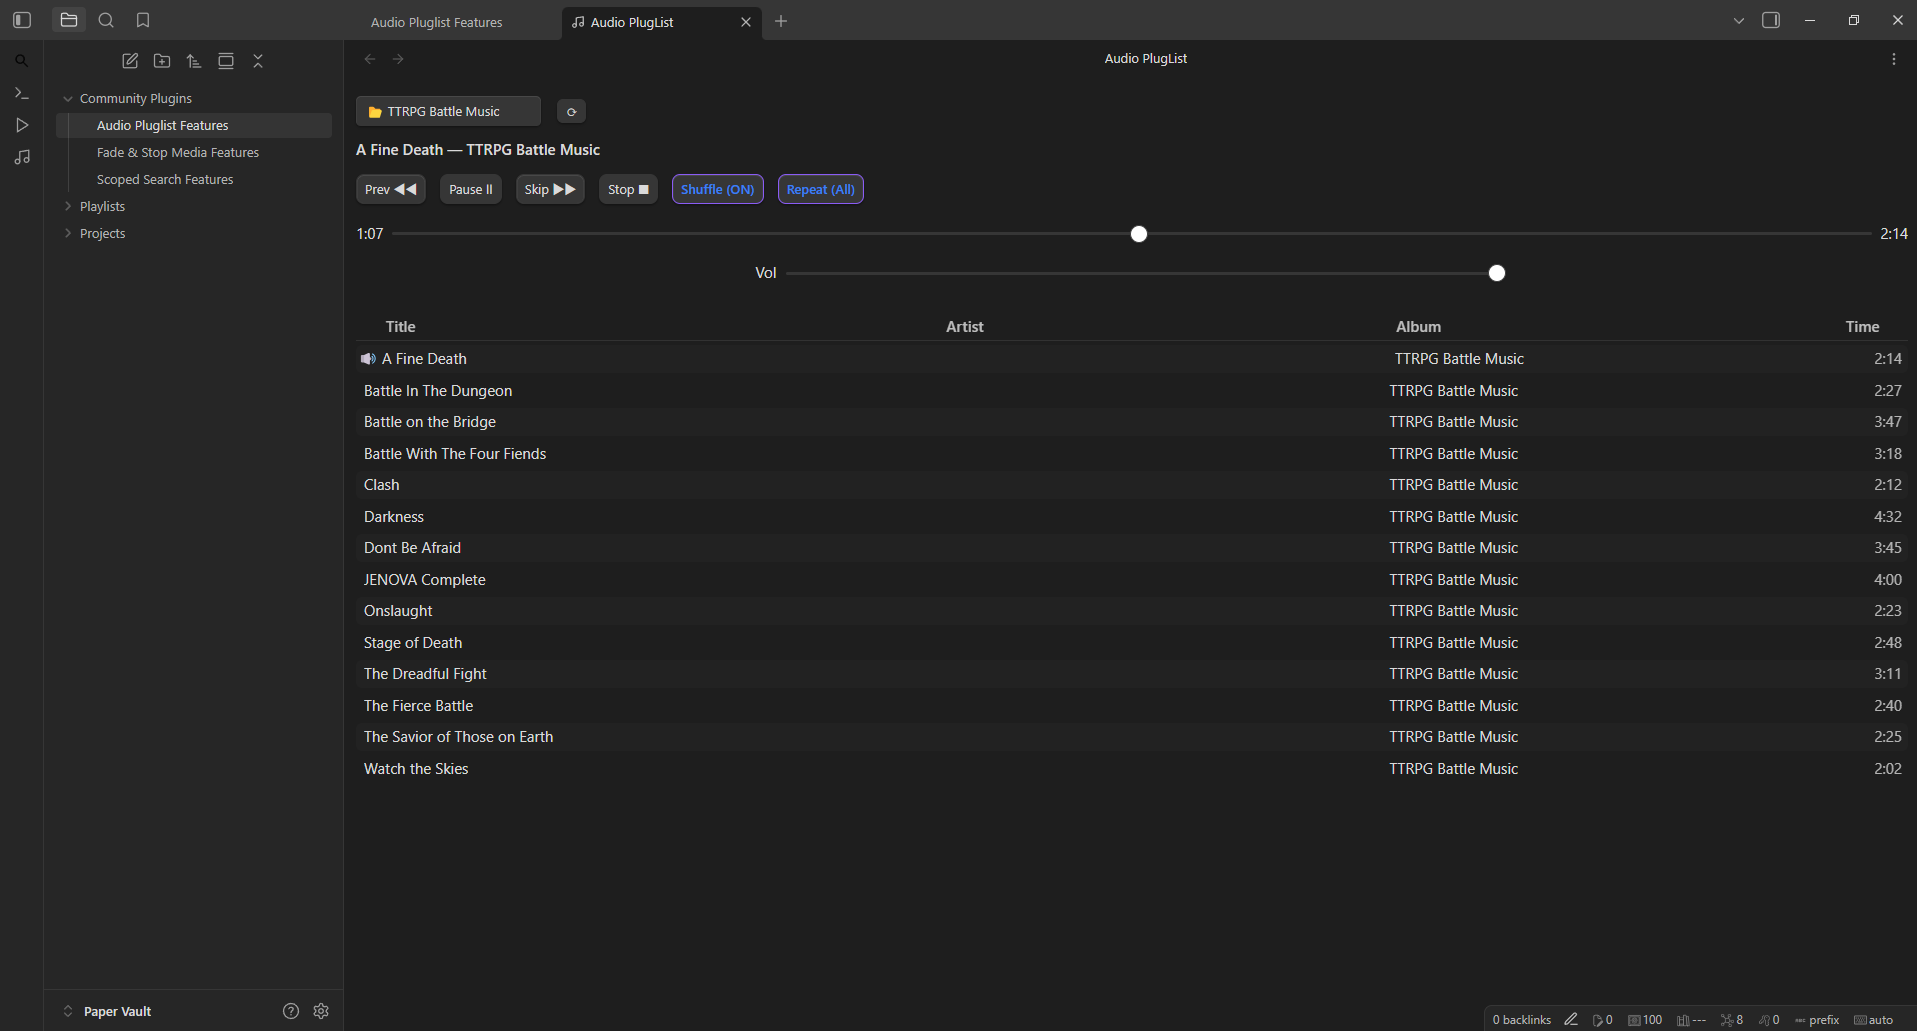 Audio Pluglist Features
Audio PlugList
Audio PlugList
Community Plugins
Audio Pluglist Features
Fade & Stop Media Features
Scoped Search Features
Playlists
Projects
TTRPG Battle Music
A Fine Death — TTRPG Battle Music
Prev Pause Skip Stop Shuffle (ON) Repeat (All)
1:07 2:14
Vol
Title Artist Album Time
A Fine Death TTRPG Battle Music 2:14
Battle In The Dungeon TTRPG Battle Music 2:27
Battle on the Bridge TTRPG Battle Music 3:47
Battle With The Four Fiends TTRPG Battle Music 3:18
Clash TTRPG Battle Music 2:12
Darkness TTRPG Battle Music 4:32
Dont Be Afraid TTRPG Battle Music 3:45
JENOVA Complete TTRPG Battle Music 4:00
Onslaught TTRPG Battle Music 2:23
Stage of Death TTRPG Battle Music 2:48
The Dreadful Fight TTRPG Battle Music 3:11
The Fierce Battle TTRPG Battle Music 2:40
The Savior of Those on Earth TTRPG Battle Music 2:25
Watch the Skies TTRPG Battle Music 2:02
Paper Vault
0 backlinks 0 100 --- 8 0 prefix auto